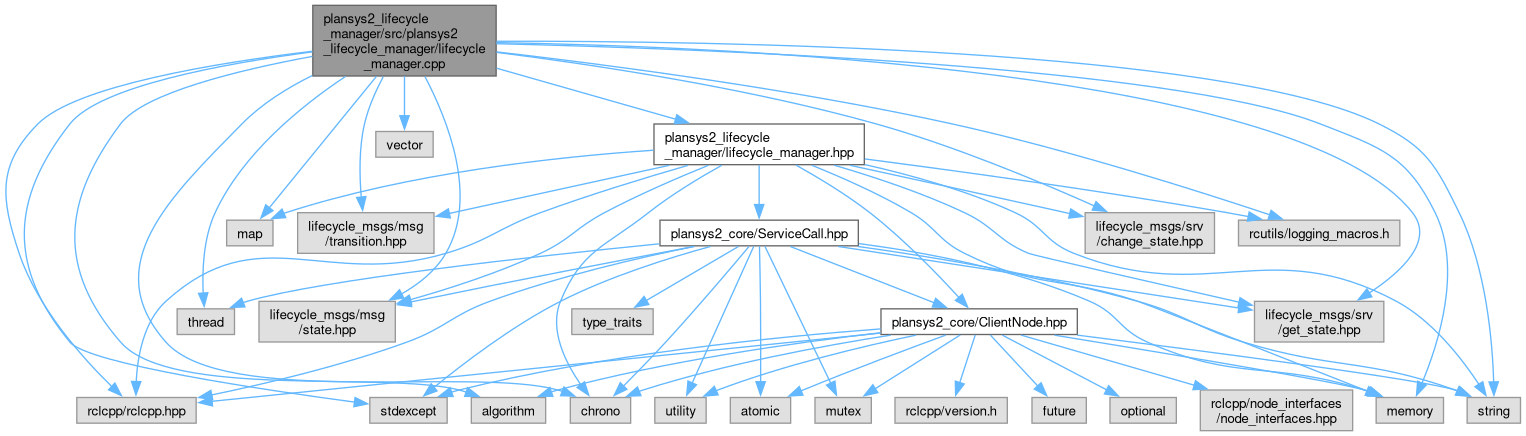 plansys2_lifecycle
_manager/src/plansys2
_lifecycle_manager/lifecycle
_manager.cpp
vector
plansys2_lifecycle
_manager/lifecycle_manager.hpp
map
lifecycle_msgs/msg
/transition.hpp
plansys2_core/ServiceCall.hpp
lifecycle_msgs/srv
/change_state.hpp
rcutils/logging_macros.h
thread
lifecycle_msgs/msg
/state.hpp
type_traits
plansys2_core/ClientNode.hpp
lifecycle_msgs/srv
/get_state.hpp
rclcpp/rclcpp.hpp
stdexcept
algorithm
chrono
utility
atomic
mutex
rclcpp/version.h
future
optional
rclcpp/node_interfaces
/node_interfaces.hpp
memory
string